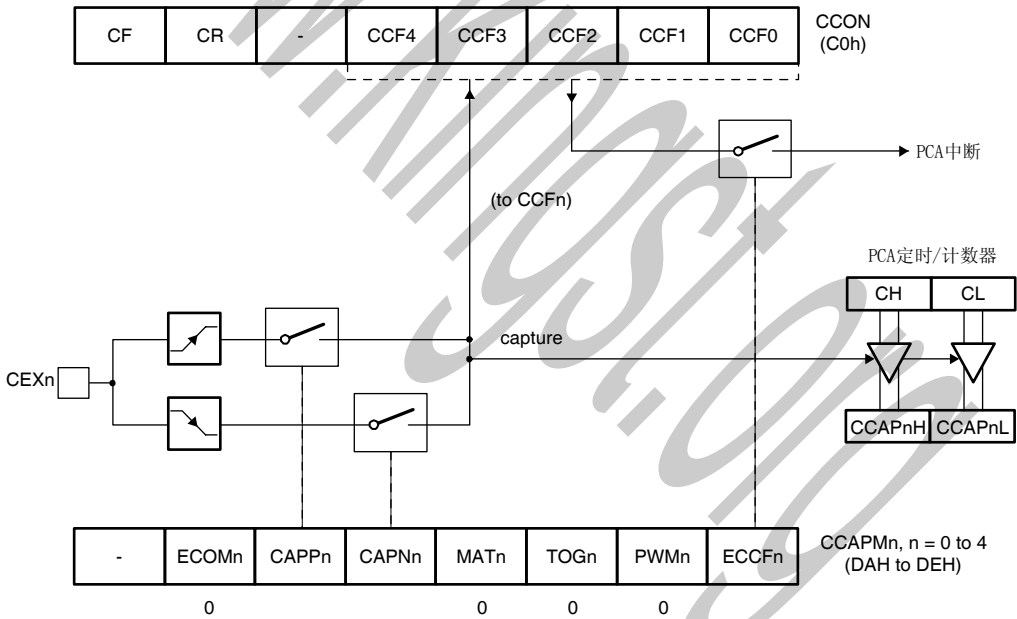 CF CR - CCF4 CCF3 CCF2 CCF1 CCF0
CCON
(C0h)
PCA中断
(to CCFn)
PCA定时/计数器
CH CL
capture
CEXn
CCAPnH CCAPnL
- ECOMn CAPPn CAPNn MATn TOGn PWMn ECCFn
CCAPMn, n = 0 to 4
(DAH to DEH)
0 0 0 0